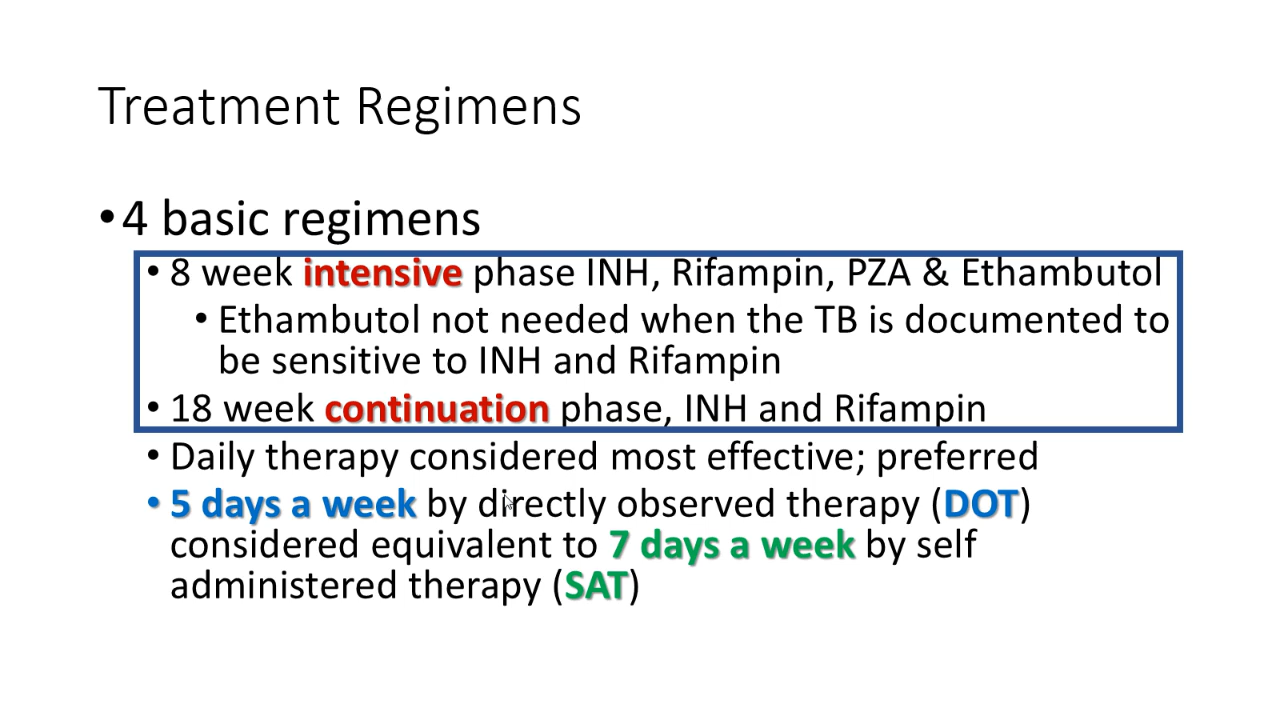 Treatment Regimens
•4 basic regimens
• 8 week intensive phase INH, Rifampin, PZA & Ethambutol
• Ethambutol not needed when the TB is documented to
be sensitive to INH and Rifampin
• 18 week continuation phase, INH and Rifampin
• Daily therapy considered most effective; preferred
• 5 days a week by directly observed therapy (DOT)
considered equivalent to 7 days a week by self
administered therapy (SAT)